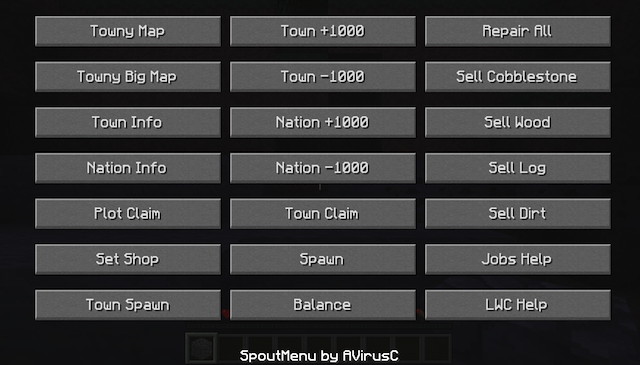 Towny Map
Town +1000
Repair All
Towny Big Map
Town -1000
Sell Cobblestone
Town Info
Nation +1000
Sell Wood
Nation Info
Nation -1000
Sell Log
Plot Claim
Town Claim
Sell Dirt
Set Shop
Spawn
Jobs Help
Town Spawn
Balance
LWC Help
SpoutMenu by AVirusC